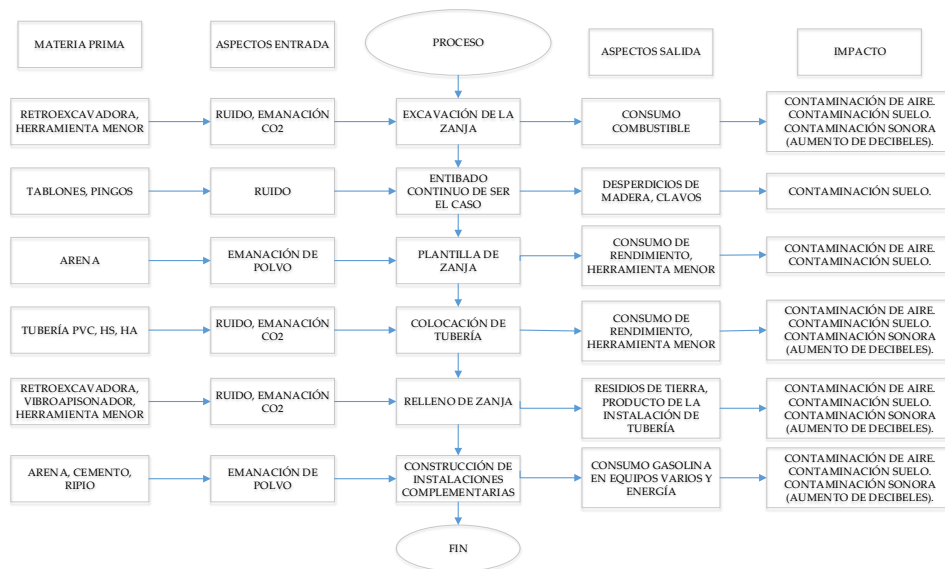 MATERIA PRIMA
ASPECTOS ENTRADA
PROCESO
ASPECTOS SALIDA
IMPACTO
RETROEXCAVADORA,
HERRAMIENTA MENOR
RUIDO, EMANACIÓN
CO2
EXCAVACIÓN DE LA
ZANJA
CONSUMO
COMBUSTIBLE
CONTAMINACIÓN DE AIRE.
CONTAMINACIÓN SUELO.
CONTAMINACIÓN SONORA
(AUMENTO DE DECIBELES).
TABLONES, PINGOS
RUIDO
ENTIBADO
CONTINUO DE SER
EL CASO
DESPERDICIOS DE
MADERA, CLAVOS
CONTAMINACIÓN SUELO.
ARENA
EMANACIÓN DE
POLVO
PLANTILLA DE
ZANJA
CONSUMO DE
RENDIMIENTO,
HERRAMIENTA MENOR
CONTAMINACIÓN DE AIRE.
CONTAMINACIÓN SUELO.
TUBERÍA PVC, HS, HA
RUIDO, EMANACIÓN
CO2
COLOCACIÓN DE
TUBERÍA
CONSUMO DE
RENDIMIENTO,
HERRAMIENTA MENOR
CONTAMINACIÓN DE AIRE.
CONTAMINACIÓN SUELO.
CONTAMINACIÓN SONORA
(AUMENTO DE DECIBELES).
RETROEXCAVADORA,
VIBROAPISONADOR,
HERRAMIENTA MENOR
RUIDO, EMANACIÓN
CO2
RELLENO DE ZANJA
RESIDIOS DE TIERRA,
PRODUCTO DE LA
INSTALACIÓN DE
TUBERÍA
CONTAMINACIÓN DE AIRE.
CONTAMINACIÓN SUELO.
CONTAMINACIÓN SONORA
(AUMENTO DE DECIBELES).
ARENA, CEMENTO,
RIPIO
EMANACIÓN DE
POLVO
CONSTRUCCIÓN DE
INSTALACIONES
COMPLEMENTARIAS
CONSUMO GASOLINA
EN EQUIPOS VARIOS Y
ENERGÍA
CONTAMINACIÓN DE AIRE.
CONTAMINACIÓN SUELO.
CONTAMINACIÓN SONORA
(AUMENTO DE DECIBELES).
FIN